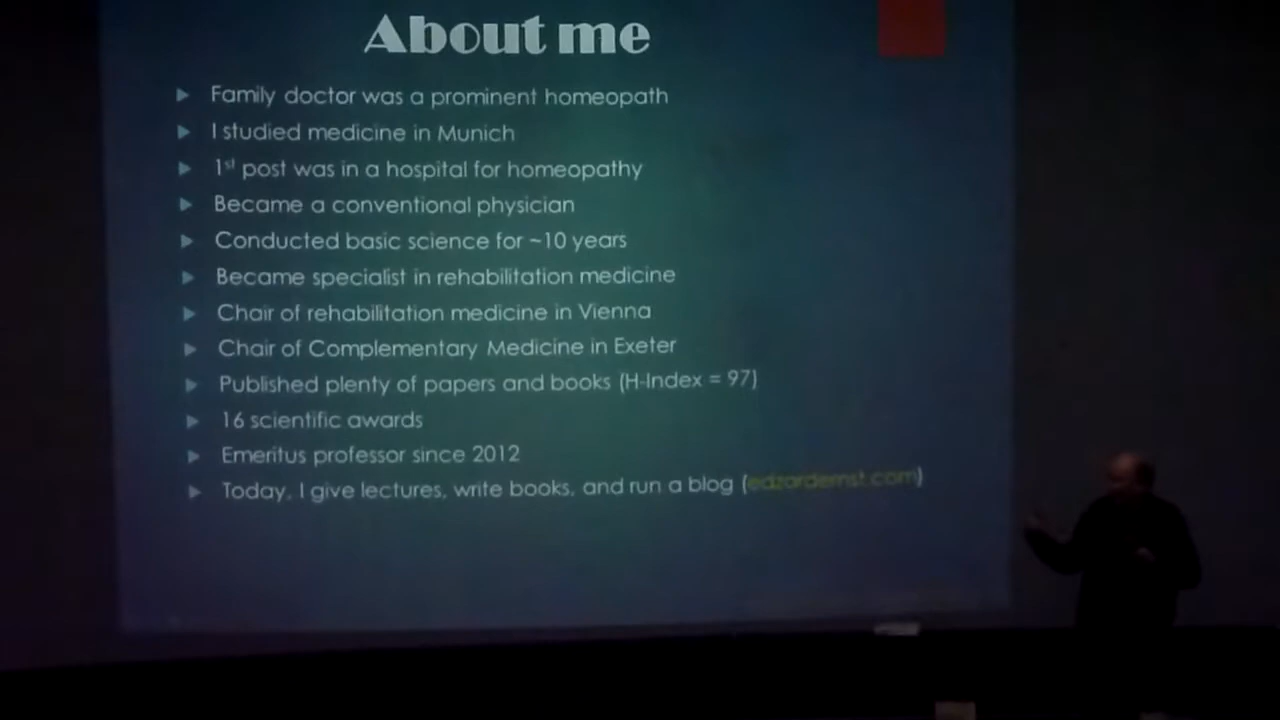 About me
Family doctor was a prominent homeopath
I studied medicine in Munich
1st post was in a hospital for homeopathy
Became a conventional physician
Conducted basic science for ~10 years
Became specialist in rehabilitation medicine
Chair of rehabilitation medicine in Vienna
Chair of Complementary Medicine in Exeter
Published plenty of papers and books (H-Index = 97)
16 scientific awards
Emeritus professor since 2012
Today, I give lectures, write books, and run a blog (edzardernst.com)